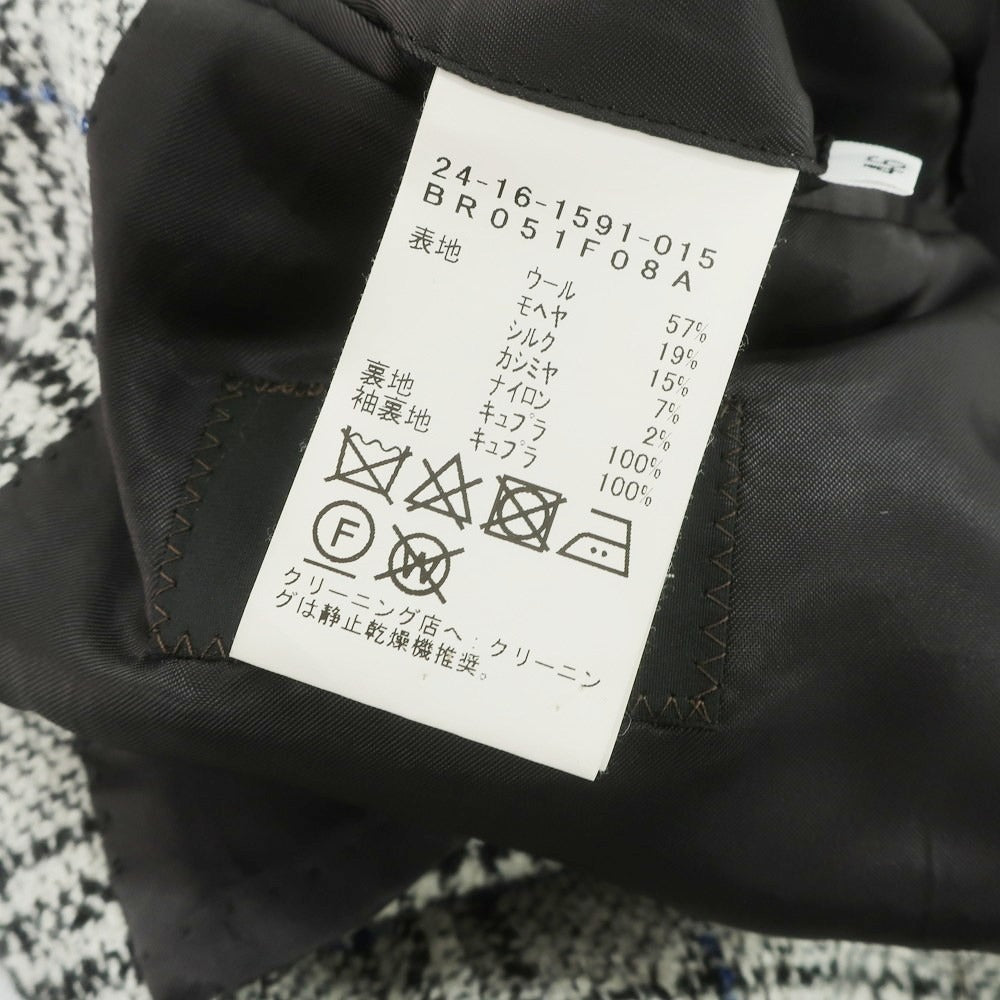 24-16-1591-015
BR051F08A
表地
ウール 57%
モヘヤ 19%
シルク 15%
カシミヤ 7%
ナイロン 2%
裏地 キュプラ 100%
袖裏地 キュプラ 100%
F W
クリーニング店へ:クリーニン
グは静止乾燥機推奨。